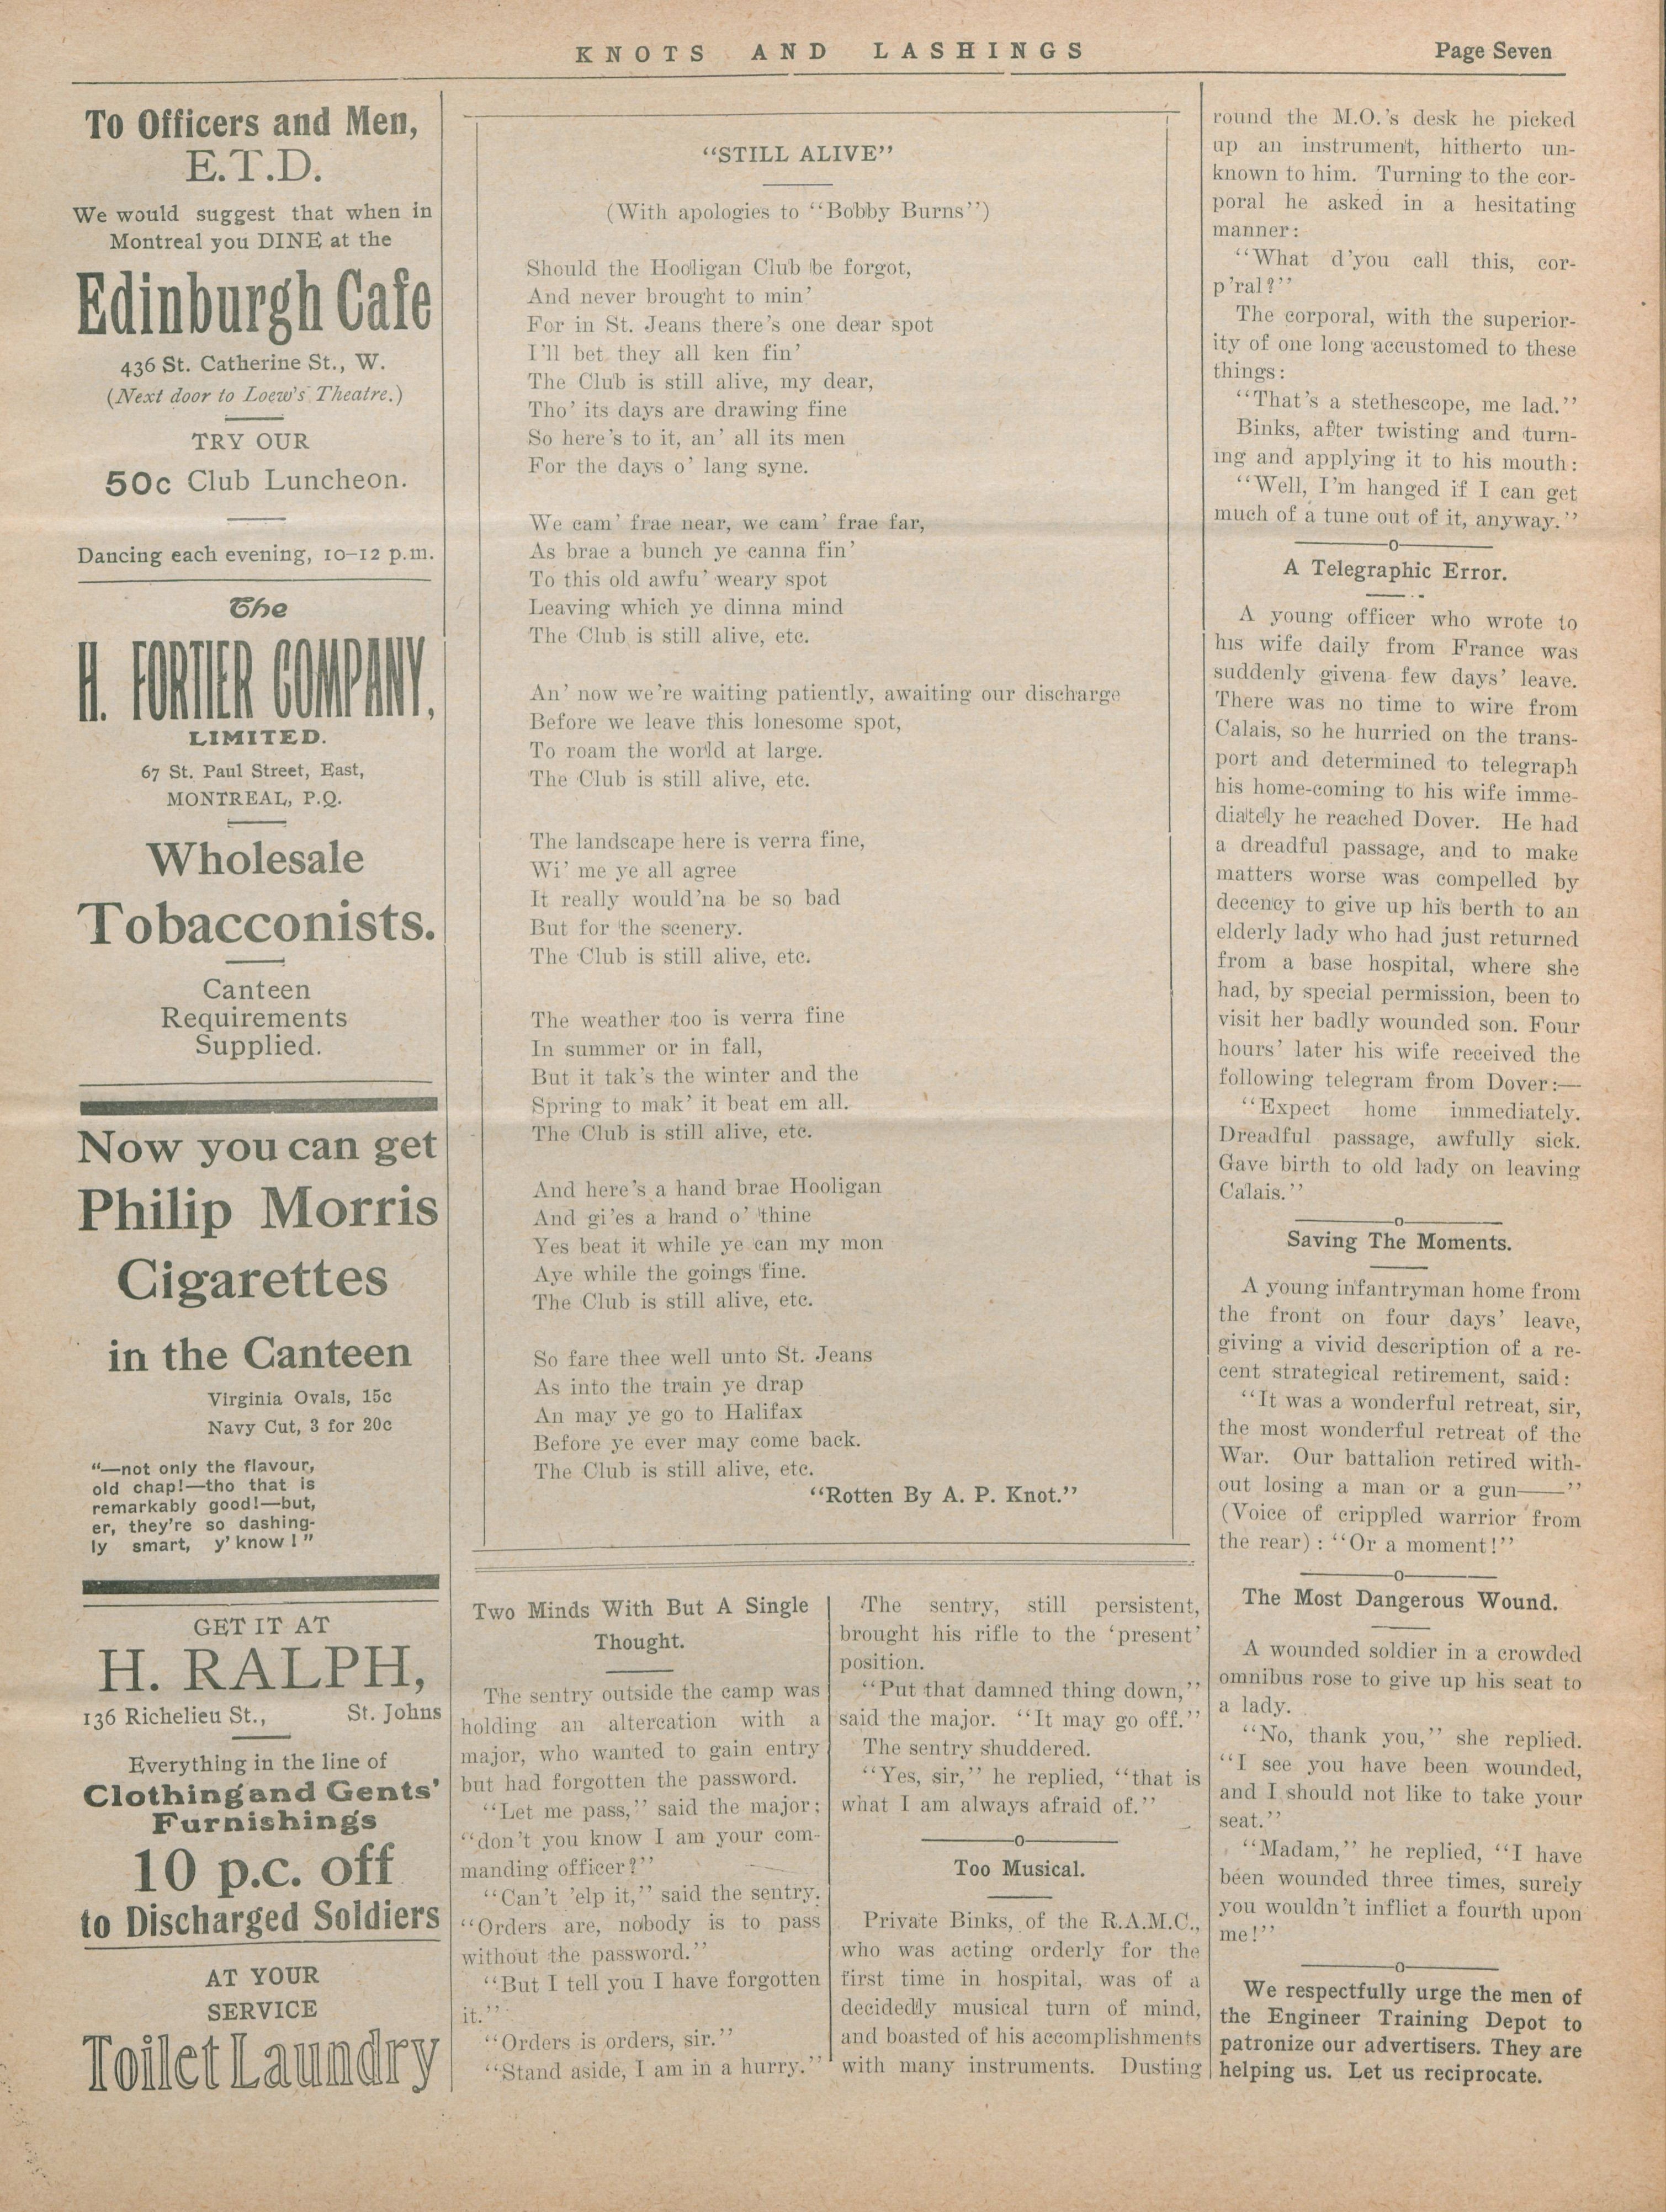 KNOTS AND LASHINGS
Page Seven
To Officers and Men,
E.T.D.
We would suggest that when in
Montreal you DINE at the
Edinburgh Cafe
436 St. Catherine St., W.
(Next door to Loew's Theatre.)
TRY OUR
50c Club Luncheon.
Dancing each evening, 10-12 p.m.
The
H. FORTIER COMPANY,
LIMITED.
67 St. Paul Street, East,
MONTREAL, P.Q.
Wholesale
Tobacconists.
Canteen
Requirements
Supplied.
Now you can get
Philip Morris
Cigarettes
in the Canteen
Virginia Ovals, 15c
Navy Cut, 3 for 20c
"—not only the flavour,
old chap!—tho that is
remarkably good!—but,
er, they're so dashing-
ly smart, y' know!"
GET IT AT
H. RALPH,
136 Richelieu St., St. Johns
Everything in the line of
Clothing and Gents'
Furnishings
10 p.c. off
to Discharged Soldiers
AT YOUR
SERVICE
Toilet Laundry
"STILL ALIVE"
(With apologies to "Bobby Burns")
Should the Hooligan Club be forgot,
And never brought to min'
For in St. Jeans there's one dear spot
I'll bet they all ken fin'
The Club is still alive, my dear,
Tho' its days are drawing fine
So here's to it, an' all its men
For the days o' lang syne.
We cam' frae near, we cam' frae far,
As brae a bunch ye canna fin'
To this old awfu' weary spot
Leaving which ye dinna mind
The Club is still alive, etc.
An' now we're waiting patiently, awaiting our discharge
Before we leave this lonesome spot,
To roam the world at large.
The Club is still alive, etc.
The landscape here is verra fine,
Wi' me ye all agree
It really would'na be so bad
But for the scenery.
The Club is still alive, etc.
The weather too is verra fine
In summer or in fall,
But it tak's the winter and the
Spring to mak' it beat em all.
The Club is still alive, etc.
And here's a hand brae Hooligan
And gi'es a hand o' thine
Yes beat it while ye can my mon
Aye while the goings fine.
The Club is still alive, etc.
So fare thee well unto St. Jeans
As into the train ye drap
An may ye go to Halifax
Before ye ever may come back.
The Club is still alive, etc.
"Rotten By A. P. Knot."
Two Minds With But A Single
Thought.
The sentry outside the camp was
holding an altercation with a
major, who wanted to gain entry
but had forgotten the password.
"Let me pass," said the major;
"don't you know I am your com-
manding officer?"
"Can't 'elp it," said the sentry.
"Orders are, nobody is to pass
without the password."
"But I tell you I have forgotten
it."
"Orders is orders, sir."
"Stand aside, I am in a hurry."
The sentry, still persistent,
brought his rifle to the 'present'
position.
"Put that damned thing down,"
said the major. "It may go off."
The sentry shuddered.
"Yes, sir," he replied, "that is
what I am always afraid of."
Too Musical.
Private Binks, of the R.A.M.C.,
who was acting orderly for the
first time in hospital, was of a
decidedly musical turn of mind,
and boasted of his accomplishments
with many instruments. Dusting
round the M.O.'s desk he picked
up an instrument, hitherto un-
known to him. Turning to the cor-
poral he asked in a hesitating
manner:
"What d'you call this, cor-
p'ral?"
The corporal, with the superior-
ity of one long accustomed to these
things:
"That's a stethescope, me lad."
Binks, after twisting and turn-
ing and applying it to his mouth:
"Well, I'm hanged if I can get
much of a tune out of it, anyway."
A Telegraphic Error.
A young officer who wrote to
his wife daily from France was
suddenly givena few days' leave.
There was no time to wire from
Calais, so he hurried on the trans-
port and determined to telegraph
his home-coming to his wife imme-
diately he reached Dover. He had
a dreadful passage, and to make
matters worse was compelled by
decency to give up his berth to an
elderly lady who had just returned
from a base hospital, where she
had, by special permission, been to
visit her badly wounded son. Four
hours' later his wife received the
following telegram from Dover:—
"Expect home immediately.
Dreadful passage, awfully sick.
Gave birth to old lady on leaving
Calais."
Saving The Moments.
A young infantryman home from
the front on four days' leave,
giving a vivid description of a re-
cent strategical retirement, said:
"It was a wonderful retreat, sir,
the most wonderful retreat of the
War. Our battalion retired with-
out losing a man or a gun——"
(Voice of crippled warrior from
the rear): "Or a moment!"
The Most Dangerous Wound.
A wounded soldier in a crowded
omnibus rose to give up his seat to
a lady.
"No, thank you," she replied.
"I see you have been wounded,
and I should not like to take your
seat."
"Madam," he replied, "I have
been wounded three times, surely
you wouldn't inflict a fourth upon
me!"
We respectfully urge the men of
the Engineer Training Depot to
patronize our advertisers. They are
helping us. Let us reciprocate.